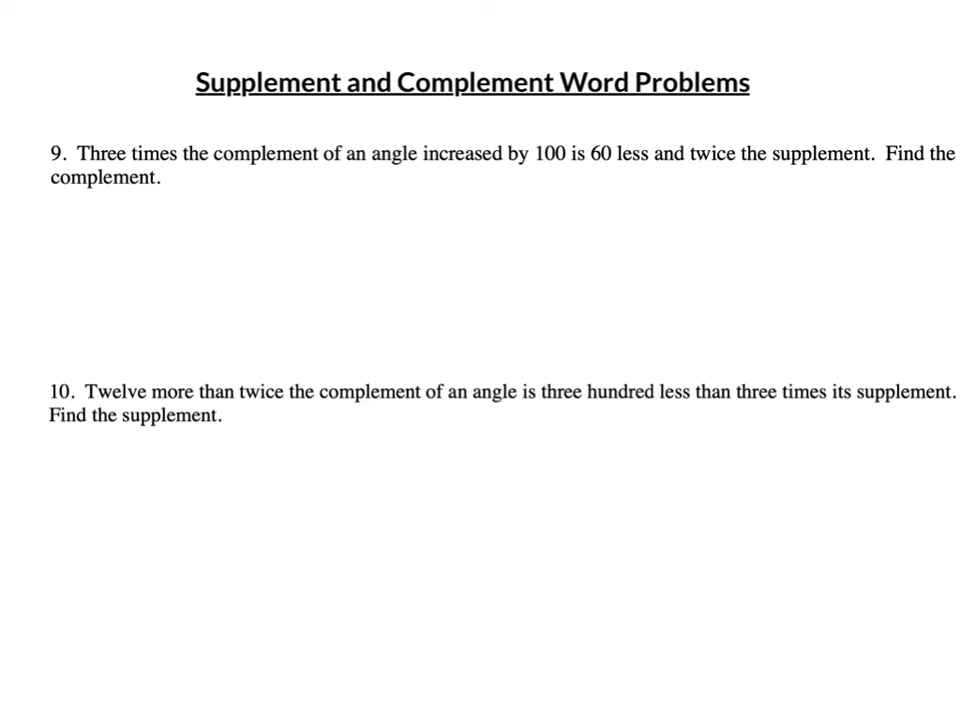 Supplement and Complement Word Problems
9. Three times the complement of an angle increased by 100 is 60 less and twice the supplement. Find the
complement.
10. Twelve more than twice the complement of an angle is three hundred less than three times its supplement.
Find the supplement.